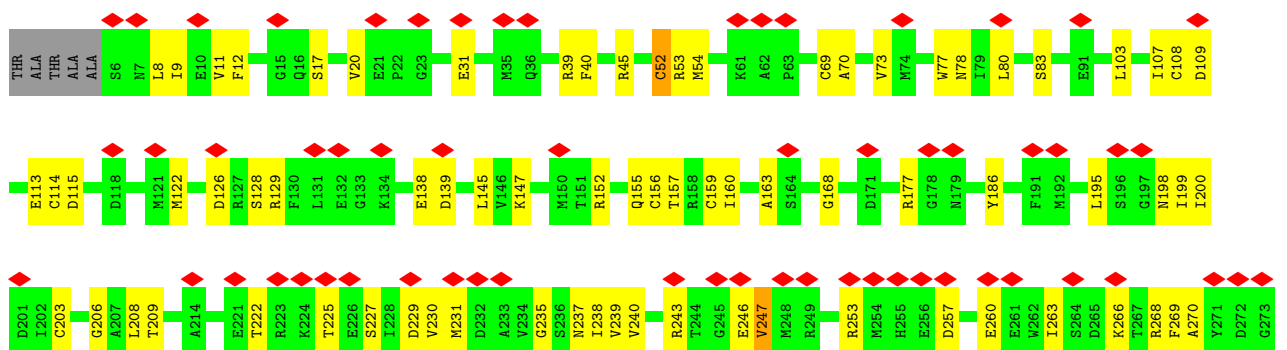 THR ALA THR ALA ALA S6 N7 L8 I9 E10 V11 F12 G15 Q16 S17 V20 E21 P22 G23 E31 M35 Q36 R39 F40 R45 C52 R53 M54 K61 A62 P63 C69 A70 V73 M74 W77 N78 I79 L80 S83 E91 L103 I107 C108 D109
E113 C114 D115 D118 M121 M122 D126 R127 S128 R129 F130 L131 E132 G133 K134 E138 D139 L145 V146 K147 M150 T151 R152 Q155 C156 T157 R158 C159 I160 A163 S164 G168 D171 R177 G178 N179 Y186 F191 M192 L195 S196 G197 N198 I199 I200
D201 I202 C203 G206 A207 L208 T209 A214 E221 T222 R223 K224 T225 E226 S227 I228 D229 V230 M231 D232 A233 V234 G235 S236 N237 I238 V239 V240 R243 T244 G245 E246 V247 M248 R249 R253 M254 H255 E256 D257 E260 E261 W262 I263 S264 D265 K266 T267 R268 F269 A270 Y271 D272 G273